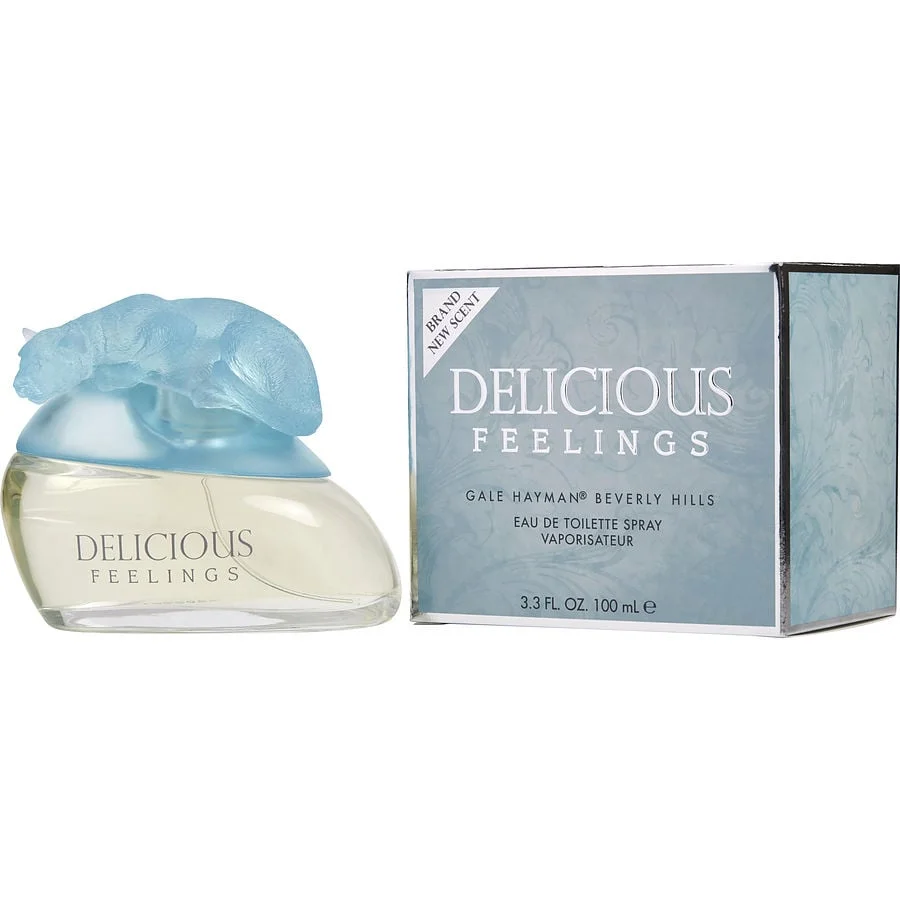 DELICIOUS
FEELINGS
BRAND
NEW SCENT
DELICIOUS
FEELINGS
GALE HAYMAN® BEVERLY HILLS
EAU DE TOILETTE SPRAY
VAPORISATEUR
3.3 FL. OZ. 100 mL ℮